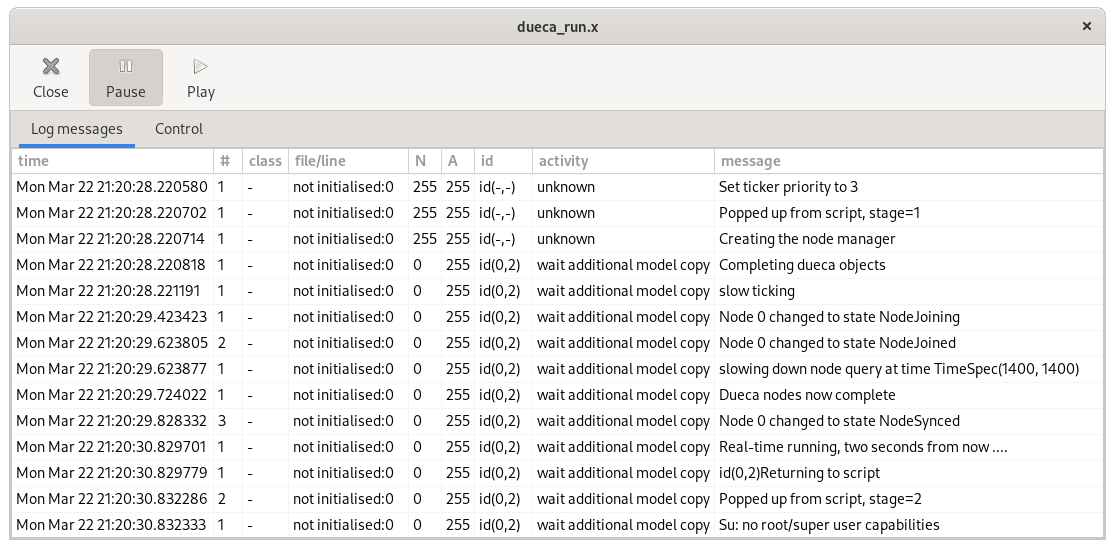 dueca_run.x ×
Close Pause Play
Log messages Control
time # class file/line N A id activity message
Mon Mar 22 21:20:28.220580 1 - not initialised:0 255 255 id(-,-) unknown Set ticker priority to 3
Mon Mar 22 21:20:28.220702 1 - not initialised:0 255 255 id(-,-) unknown Popped up from script, stage=1
Mon Mar 22 21:20:28.220714 1 - not initialised:0 255 255 id(-,-) unknown Creating the node manager
Mon Mar 22 21:20:28.220818 1 - not initialised:0 0 255 id(0,2) wait additional model copy Completing dueca objects
Mon Mar 22 21:20:28.221191 1 - not initialised:0 0 255 id(0,2) wait additional model copy slow ticking
Mon Mar 22 21:20:29.423423 1 - not initialised:0 0 255 id(0,2) wait additional model copy Node 0 changed to state NodeJoining
Mon Mar 22 21:20:29.623805 2 - not initialised:0 0 255 id(0,2) wait additional model copy Node 0 changed to state NodeJoined
Mon Mar 22 21:20:29.623877 1 - not initialised:0 0 255 id(0,2) wait additional model copy slowing down node query at time TimeSpec(1400, 1400)
Mon Mar 22 21:20:29.724022 1 - not initialised:0 0 255 id(0,2) wait additional model copy Dueca nodes now complete
Mon Mar 22 21:20:29.828332 3 - not initialised:0 0 255 id(0,2) wait additional model copy Node 0 changed to state NodeSynced
Mon Mar 22 21:20:30.829701 1 - not initialised:0 0 255 id(0,2) wait additional model copy Real-time running, two seconds from now ....
Mon Mar 22 21:20:30.829779 1 - not initialised:0 0 255 id(0,2) wait additional model copy id(0,2)Returning to script
Mon Mar 22 21:20:30.832286 2 - not initialised:0 0 255 id(0,2) wait additional model copy Popped up from script, stage=2
Mon Mar 22 21:20:30.832333 1 - not initialised:0 0 255 id(0,2) wait additional model copy Su: no root/super user capabilities